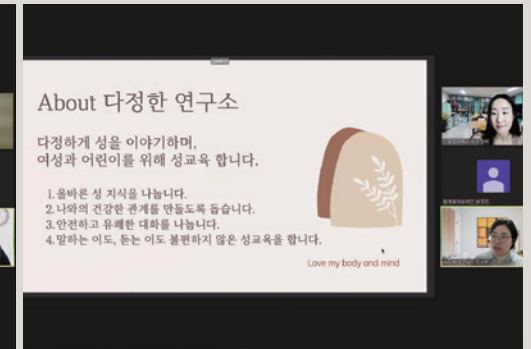 About 다정한 연구소
다정하게 성을 이야기하며,
여성과 어린이를 위해 성교육 합니다.
1.올바른 성 지식을 나눕니다.
2.나와의 건강한 관계를 만들도록 돕습니다.
3.안전하고 유쾌한 대화를 나눕니다.
4.말하는 이도, 듣는 이도 불편하지 않은 성교육을 합니다.
Love my body and mind